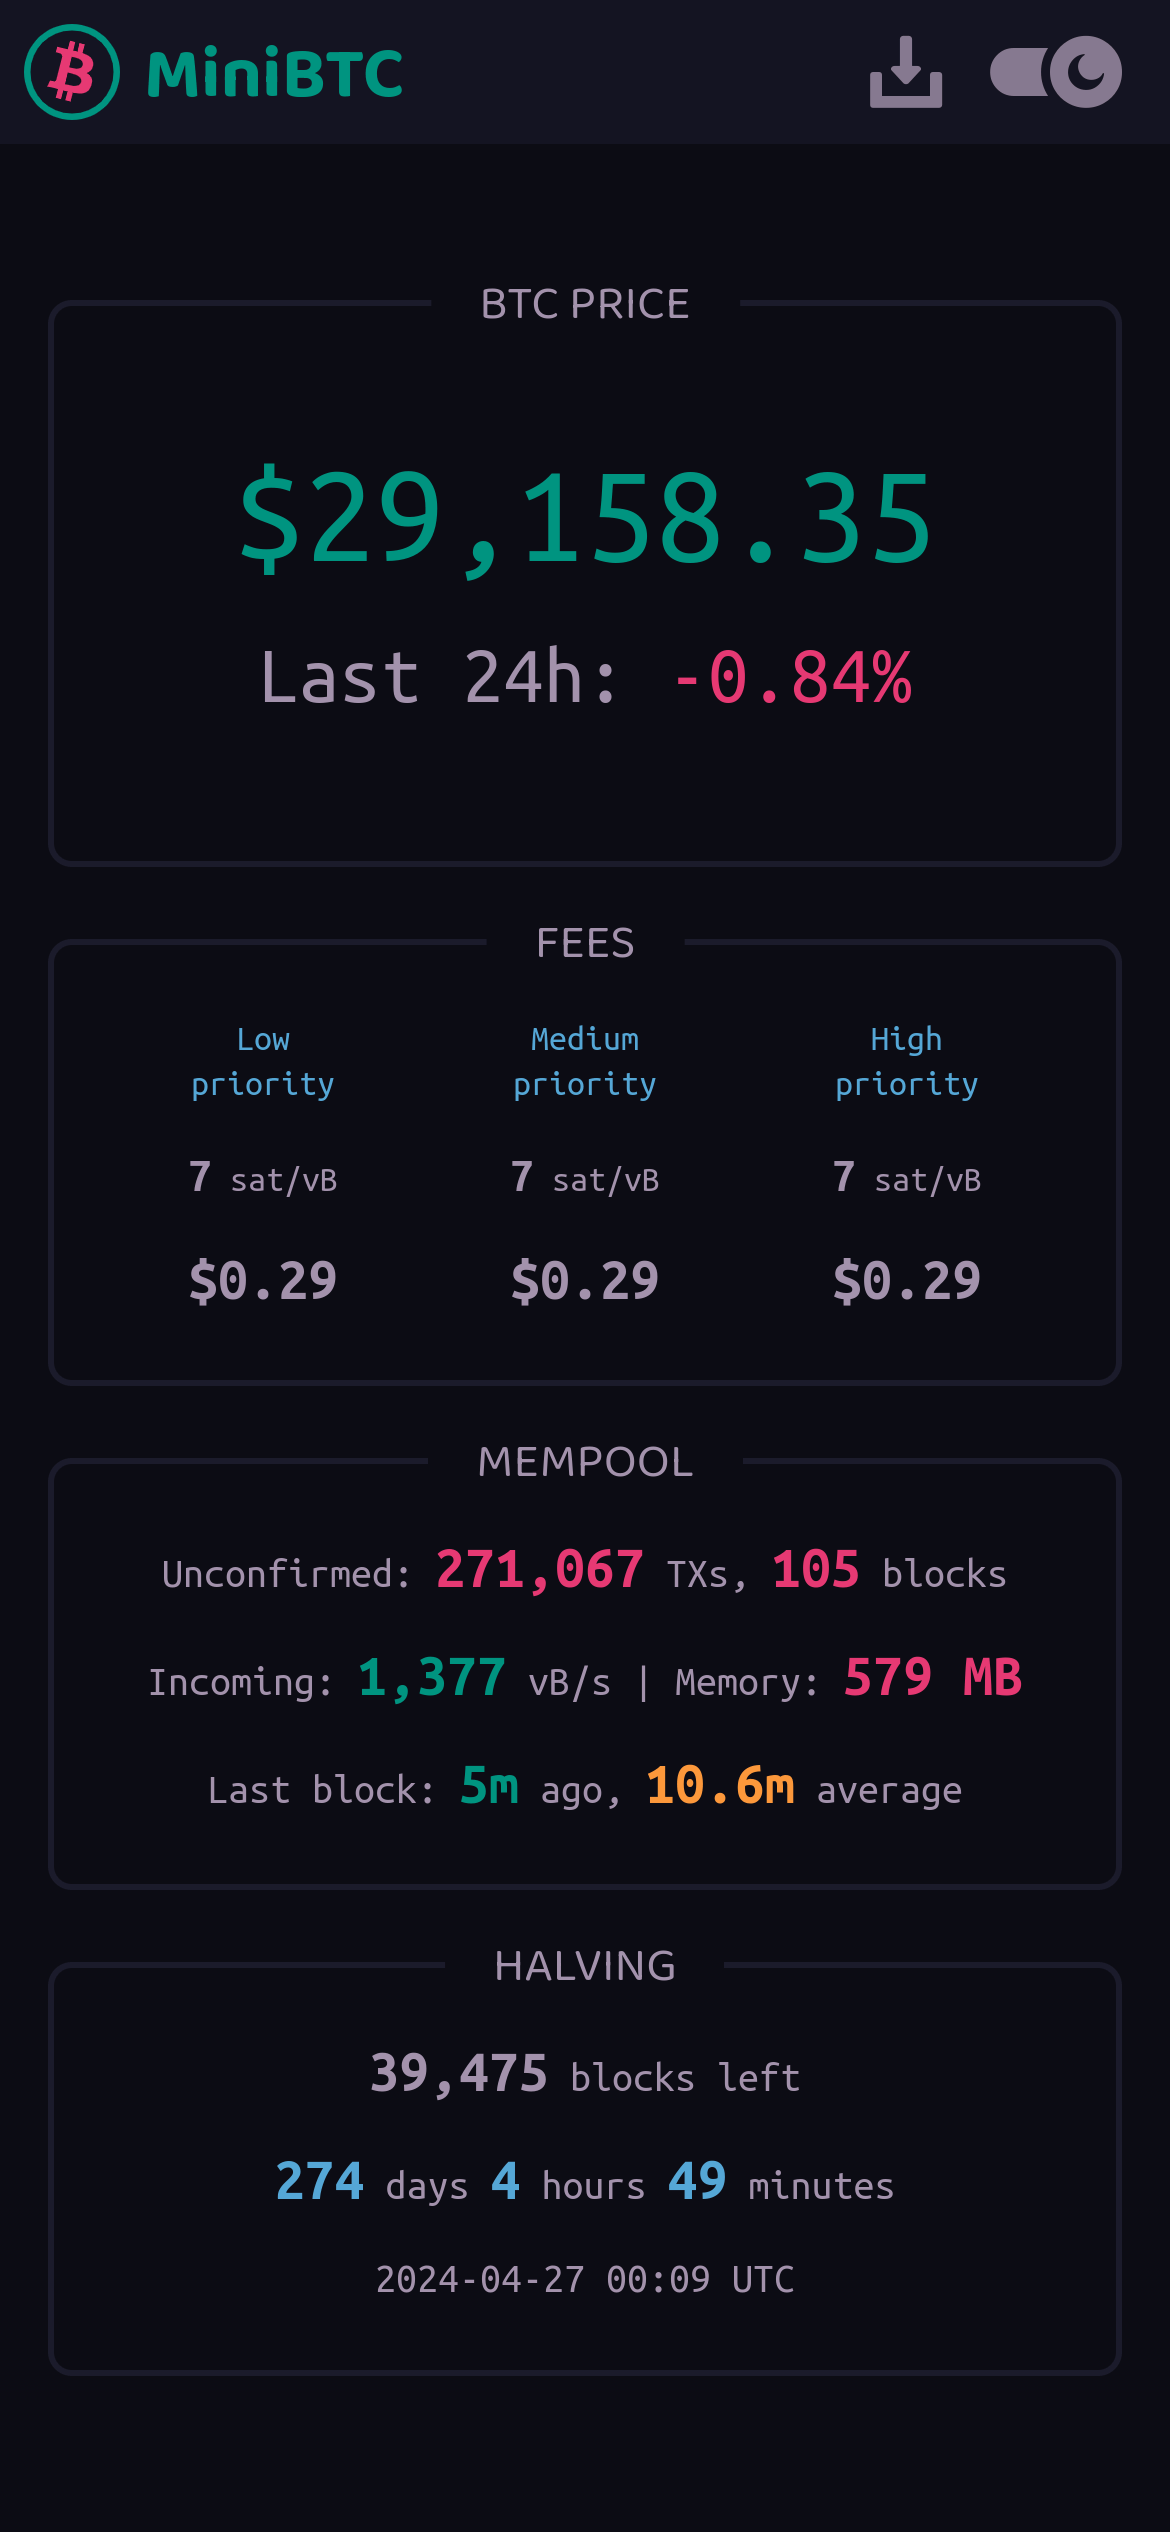 MiniBTC
BTC PRICE
$29,158.35
Last 24h: -0.84%
FEES
Low priority
Medium priority
High priority
7 sat/vB
7 sat/vB
7 sat/vB
$0.29
$0.29
$0.29
MEMPOOL
Unconfirmed: 271,067 TXs, 105 blocks
Incoming: 1,377 vB/s | Memory: 579 MB
Last block: 5m ago, 10.6m average
HALVING
39,475 blocks left
274 days 4 hours 49 minutes
2024-04-27 00:09 UTC